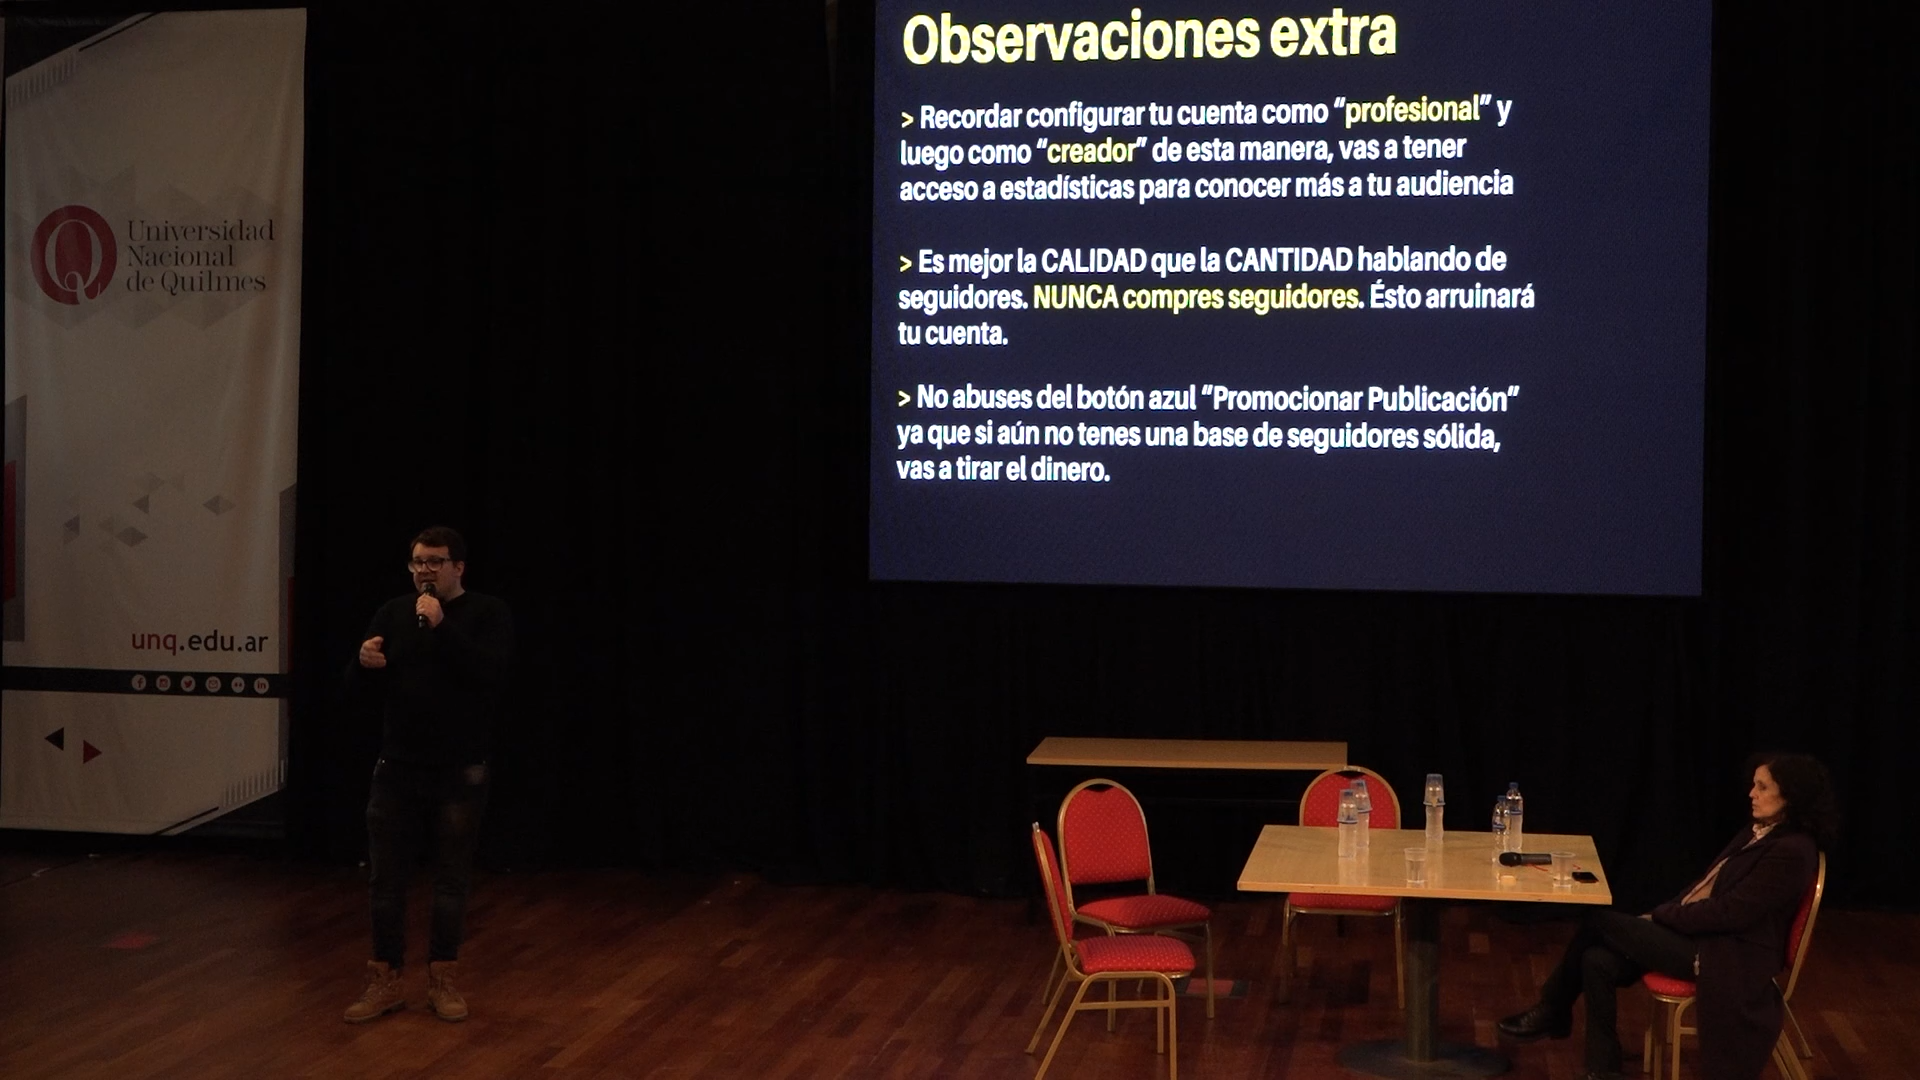 Observaciones extra
> Recordar configurar tu cuenta como “profesional” y
luego como “creador” de esta manera, vas a tener
acceso a estadísticas para conocer más a tu audiencia
> Es mejor la CALIDAD que la CANTIDAD hablando de
seguidores. NUNCA compres seguidores. Ésto arruinará
tu cuenta.
> No abuses del botón azul “Promocionar Publicación”
ya que si aún no tenes una base de seguidores sólida,
vas a tirar el dinero.
Universidad
Nacional
de Quilmes
unq.edu.ar